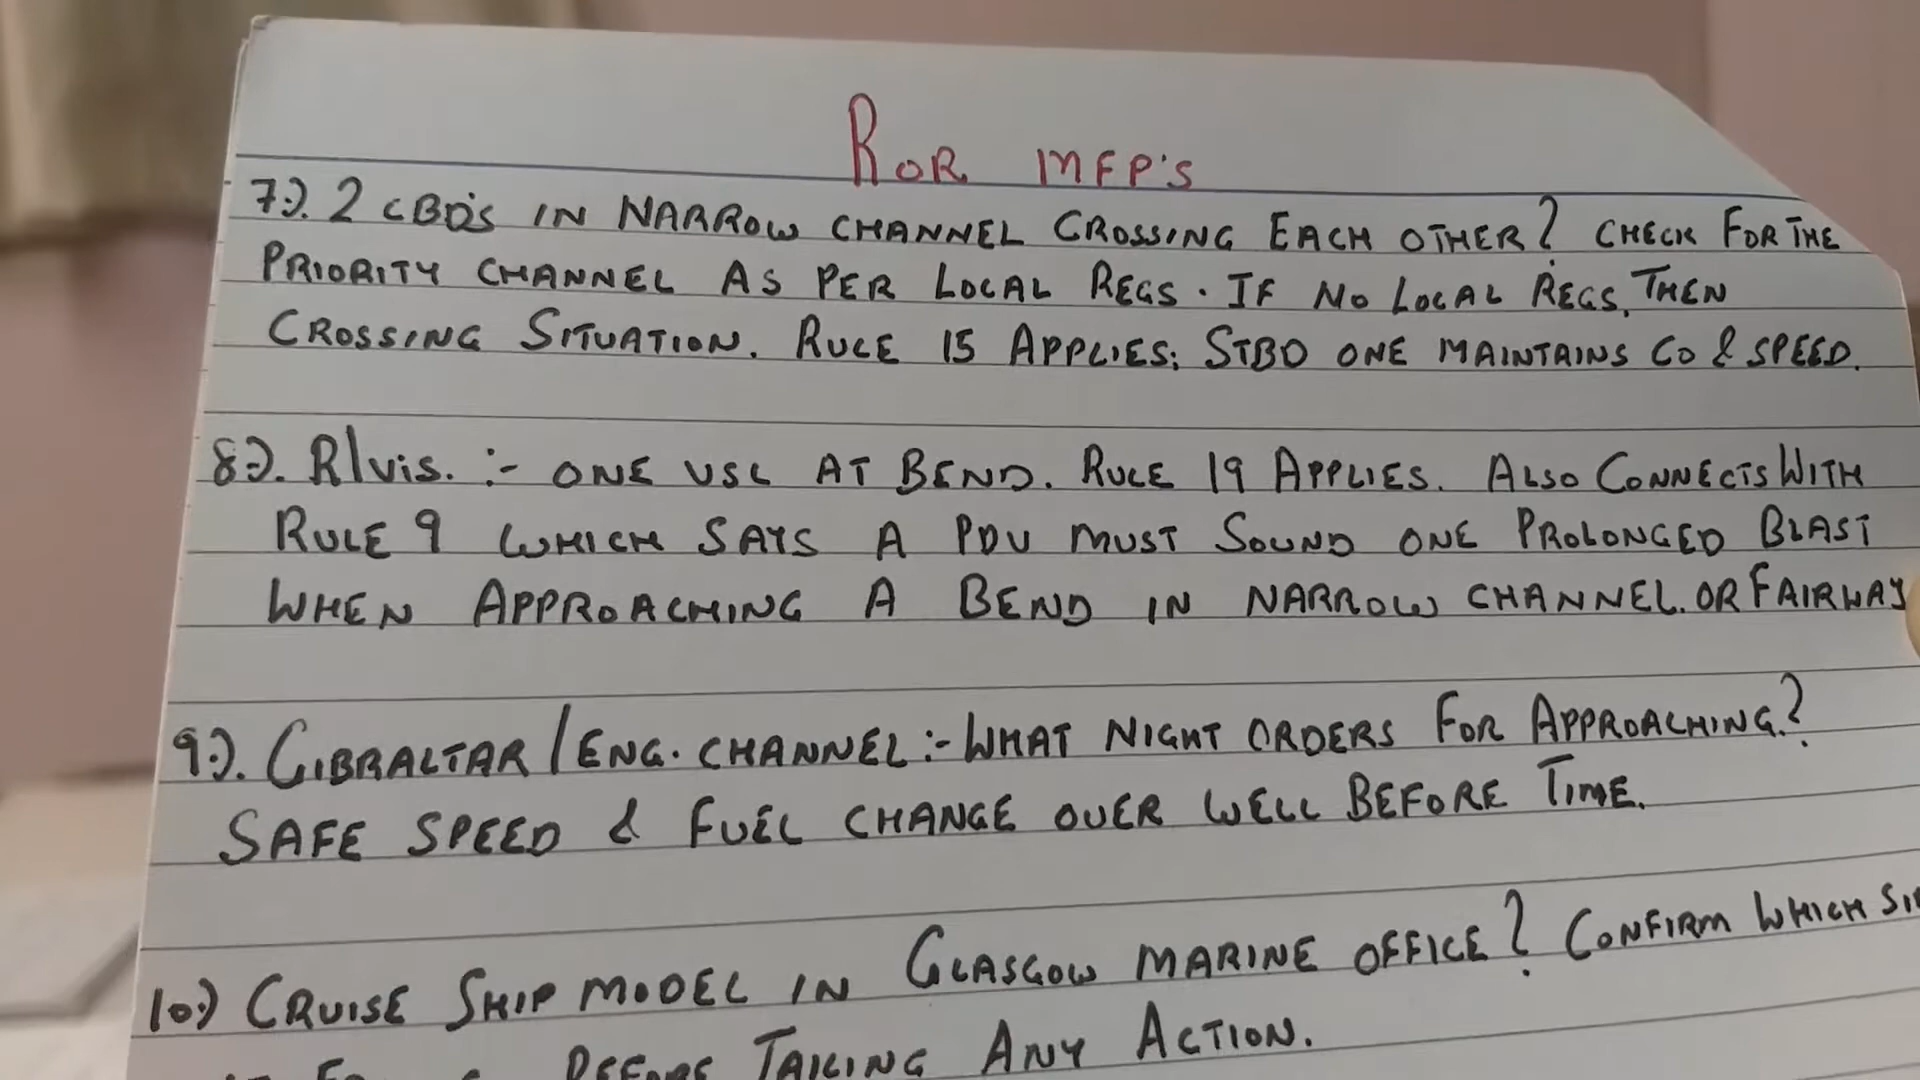 ROR MFP'S
7:). 2 CBD'S IN NARROW CHANNEL CROSSING EACH OTHER? CHECK FOR THE
PRIORITY CHANNEL AS PER LOCAL REGS. IF NO LOCAL REGS, THEN
CROSSING SITUATION. RULE 15 APPLIES; STBD ONE MAINTAINS CO & SPEED.
8:). R/VIS. :- ONE VSL AT BEND. RULE 19 APPLIES. ALSO CONNECTS WITH
RULE 9 WHICH SAYS A PDV MUST SOUND ONE PROLONGED BLAST
WHEN APPROACHING A BEND IN NARROW CHANNEL. OR FAIRWAY
9:). GIBRALTAR / ENG. CHANNEL :- WHAT NIGHT ORDERS FOR APPROACHING?
SAFE SPEED & FUEL CHANGE OVER WELL BEFORE TIME.
10:) CRUISE SHIP MODEL IN GLASGOW MARINE OFFICE? CONFIRM WHICH
BEFORE TAKING ANY ACTION.